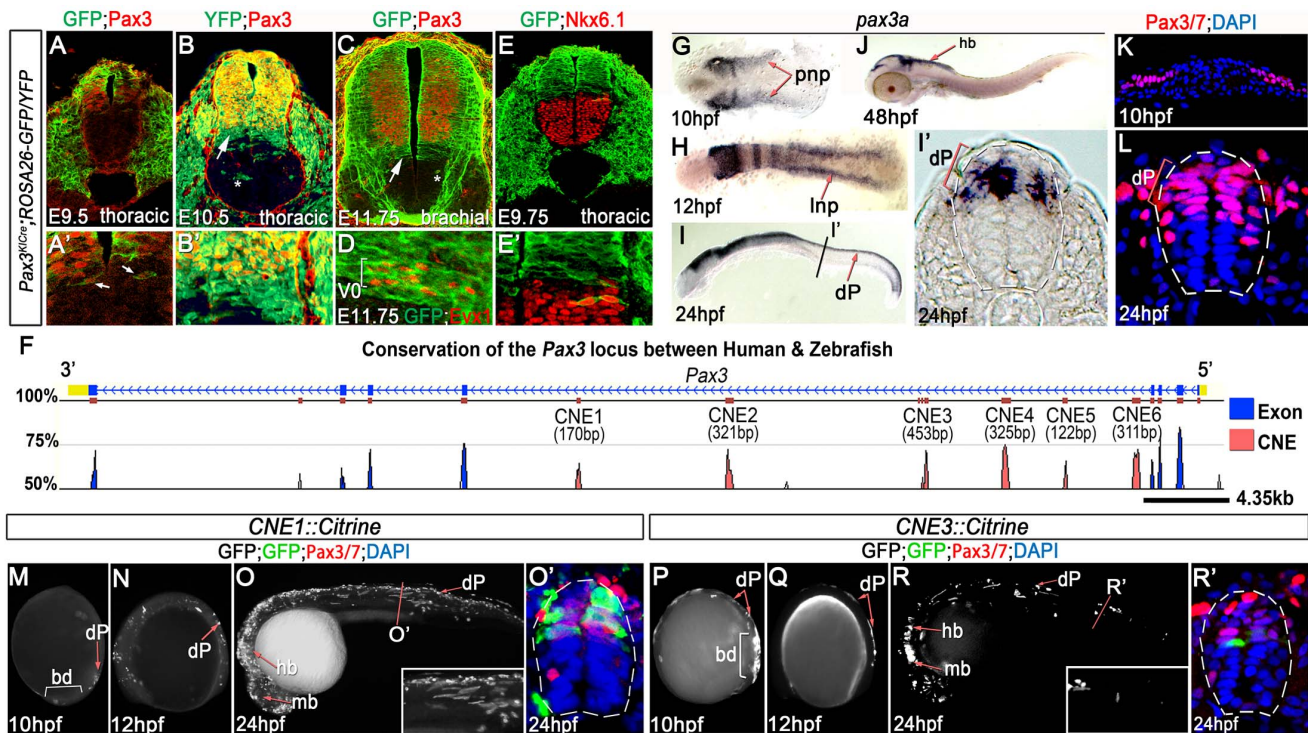 GFP;Pax3
YFP;Pax3
GFP;Pax3
GFP;Nkx6.1
Pax3KICre;ROSA26-GFP/YFP
A
E9.5 thoracic
B
*
E10.5 thoracic
C
*
E11.75 brachial
E
E9.75 thoracic
A'
B'
D
V0
E11.75 GFP;Evx1
E'
pax3a
G
pnp
10hpf
J
hb
48hpf
H
lnp
12hpf
I
I'
dP
24hpf
I'
dP
24hpf
Pax3/7;DAPI
K
10hpf
L
dP
24hpf
F
Conservation of the Pax3 locus between Human & Zebrafish
3' Pax3 5'
100%
75%
50%
CNE1
(170bp)
CNE2
(321bp)
CNE3
(453bp)
CNE4
(325bp)
CNE5
(122bp)
CNE6
(311bp)
Exon
CNE
4.35kb
CNE1::Citrine
GFP;GFP;Pax3/7;DAPI
M
dP
bd
10hpf
N
dP
12hpf
O
dP
O'
hb
mb
24hpf
O'
24hpf
CNE3::Citrine
GFP;GFP;Pax3/7;DAPI
P
dP
bd
10hpf
Q
dP
12hpf
R
dP
R'
hb
mb
24hpf
R'
24hpf